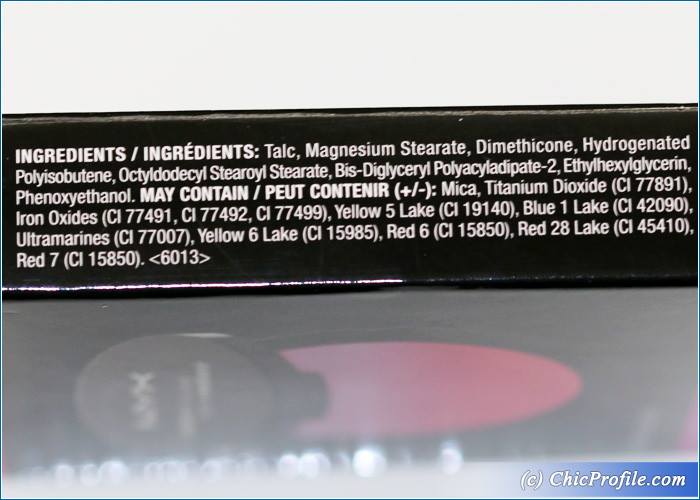 INGREDIENTS / INGRÉDIENTS: Talc, Magnesium Stearate, Dimethicone, Hydrogenated
Polyisobutene, Octyldodecyl Stearoyl Stearate, Bis-Diglyceryl Polyacyladipate-2, Ethylhexylglycerin,
Phenoxyethanol. MAY CONTAIN / PEUT CONTENIR (+/-): Mica, Titanium Dioxide (CI 77891),
Iron Oxides (CI 77491, CI 77492, CI 77499), Yellow 5 Lake (CI 19140), Blue 1 Lake (CI 42090),
Ultramarines (CI 77007), Yellow 6 Lake (CI 15985), Red 6 (CI 15850), Red 28 Lake (CI 45410),
Red 7 (CI 15850). <6013>
NYX
(c) ChicProfile.com